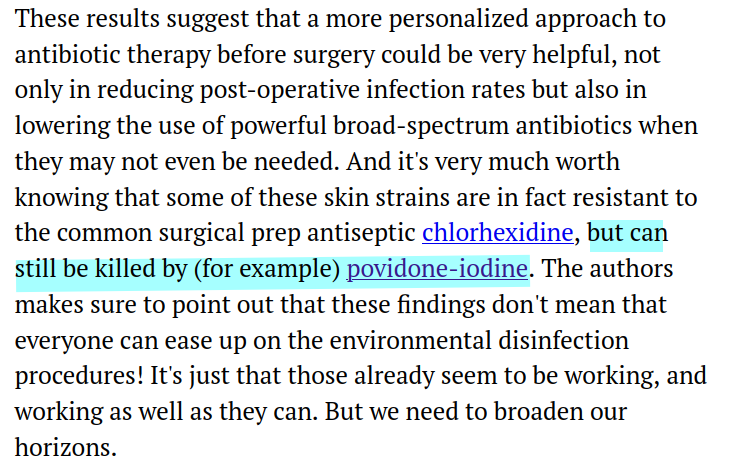 These results suggest that a more personalized approach to
antibiotic therapy before surgery could be very helpful, not
only in reducing post-operative infection rates but also in
lowering the use of powerful broad-spectrum antibiotics when
they may not even be needed. And it's very much worth
knowing that some of these skin strains are in fact resistant to
the common surgical prep antiseptic chlorhexidine, but can
still be killed by (for example) povidone-iodine. The authors
makes sure to point out that these findings don't mean that
everyone can ease up on the environmental disinfection
procedures! It's just that those already seem to be working, and
working as well as they can. But we need to broaden our
horizons.